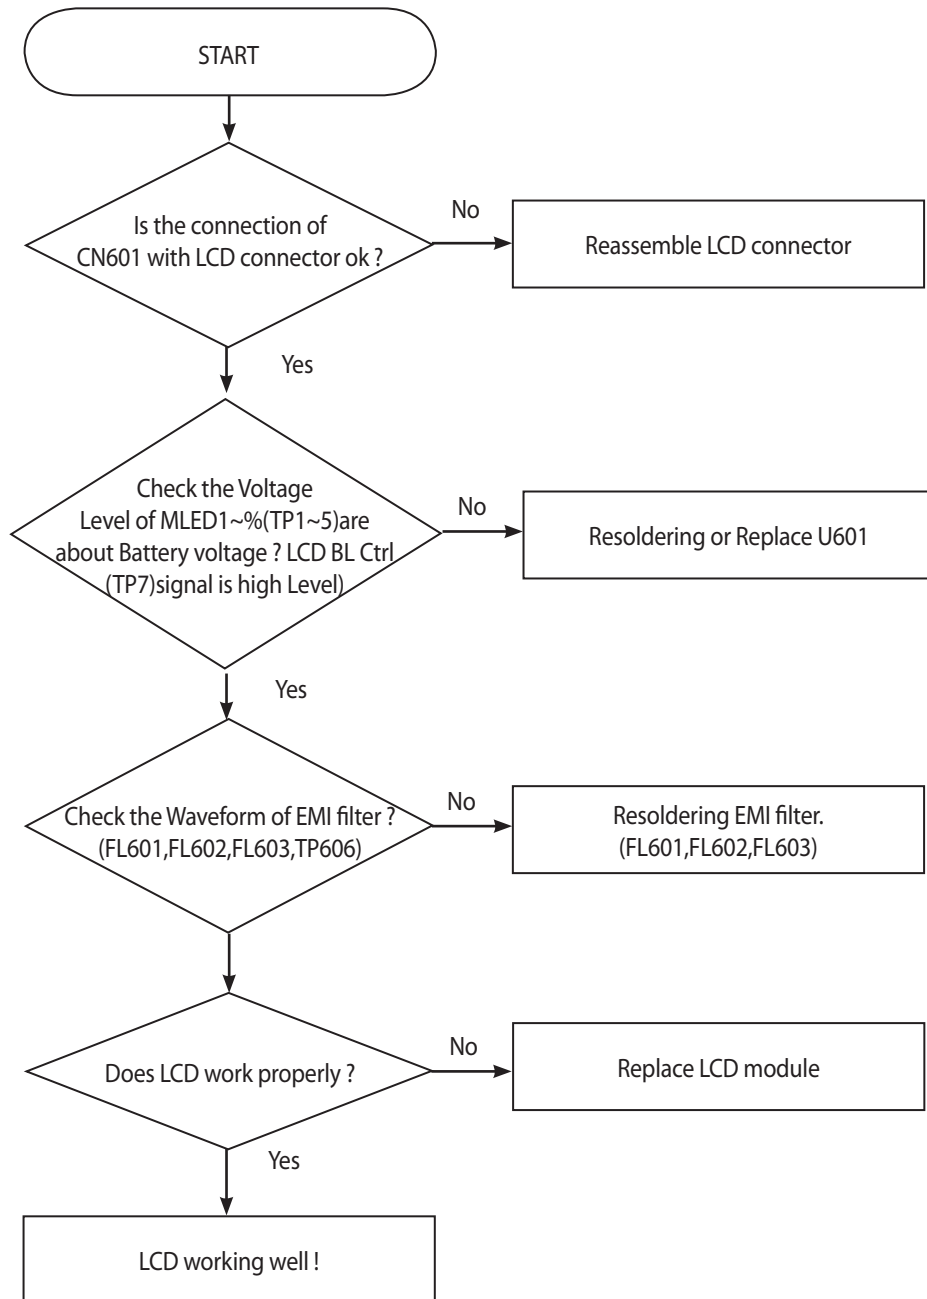 START
Is the connection of
CN601 with LCD connector ok ?
No
Reassemble LCD connector
Yes
Check the Voltage
Level of MLED1~%(TP1~5)are
about Battery voltage ? LCD BL Ctrl
(TP7)signal is high Level)
No
Resoldering or Replace U601
Yes
Check the Waveform of EMI filter ?
(FL601,FL602,FL603,TP606)
No
Resoldering EMI filter.
(FL601,FL602,FL603)
Does LCD work properly ?
No
Replace LCD module
Yes
LCD working well !